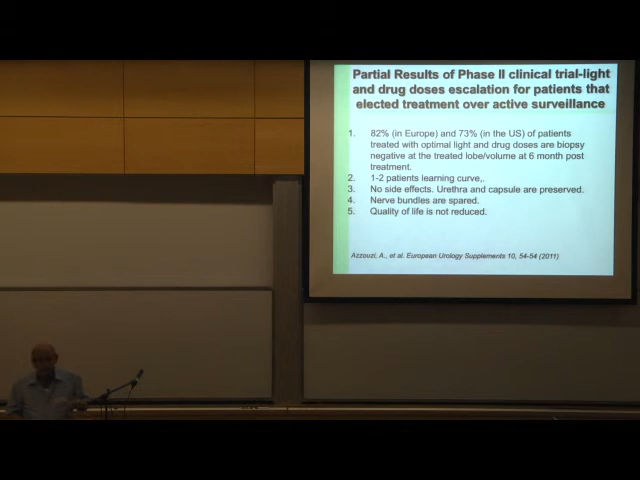 Partial Results of Phase II clinical trial-light
and drug doses escalation for patients that
elected treatment over active surveillance
1. 82% (in Europe) and 73% (in the US) of patients
treated with optimal light and drug doses are biopsy
negative at the treated lobe/volume at 6 month post
treatment.
2. 1-2 patients learning curve,.
3. No side effects. Urethra and capsule are preserved.
4. Nerve bundles are spared.
5. Quality of life is not reduced.
Azzouzi, A., et al. European Urology Supplements 10, 54-54 (2011)